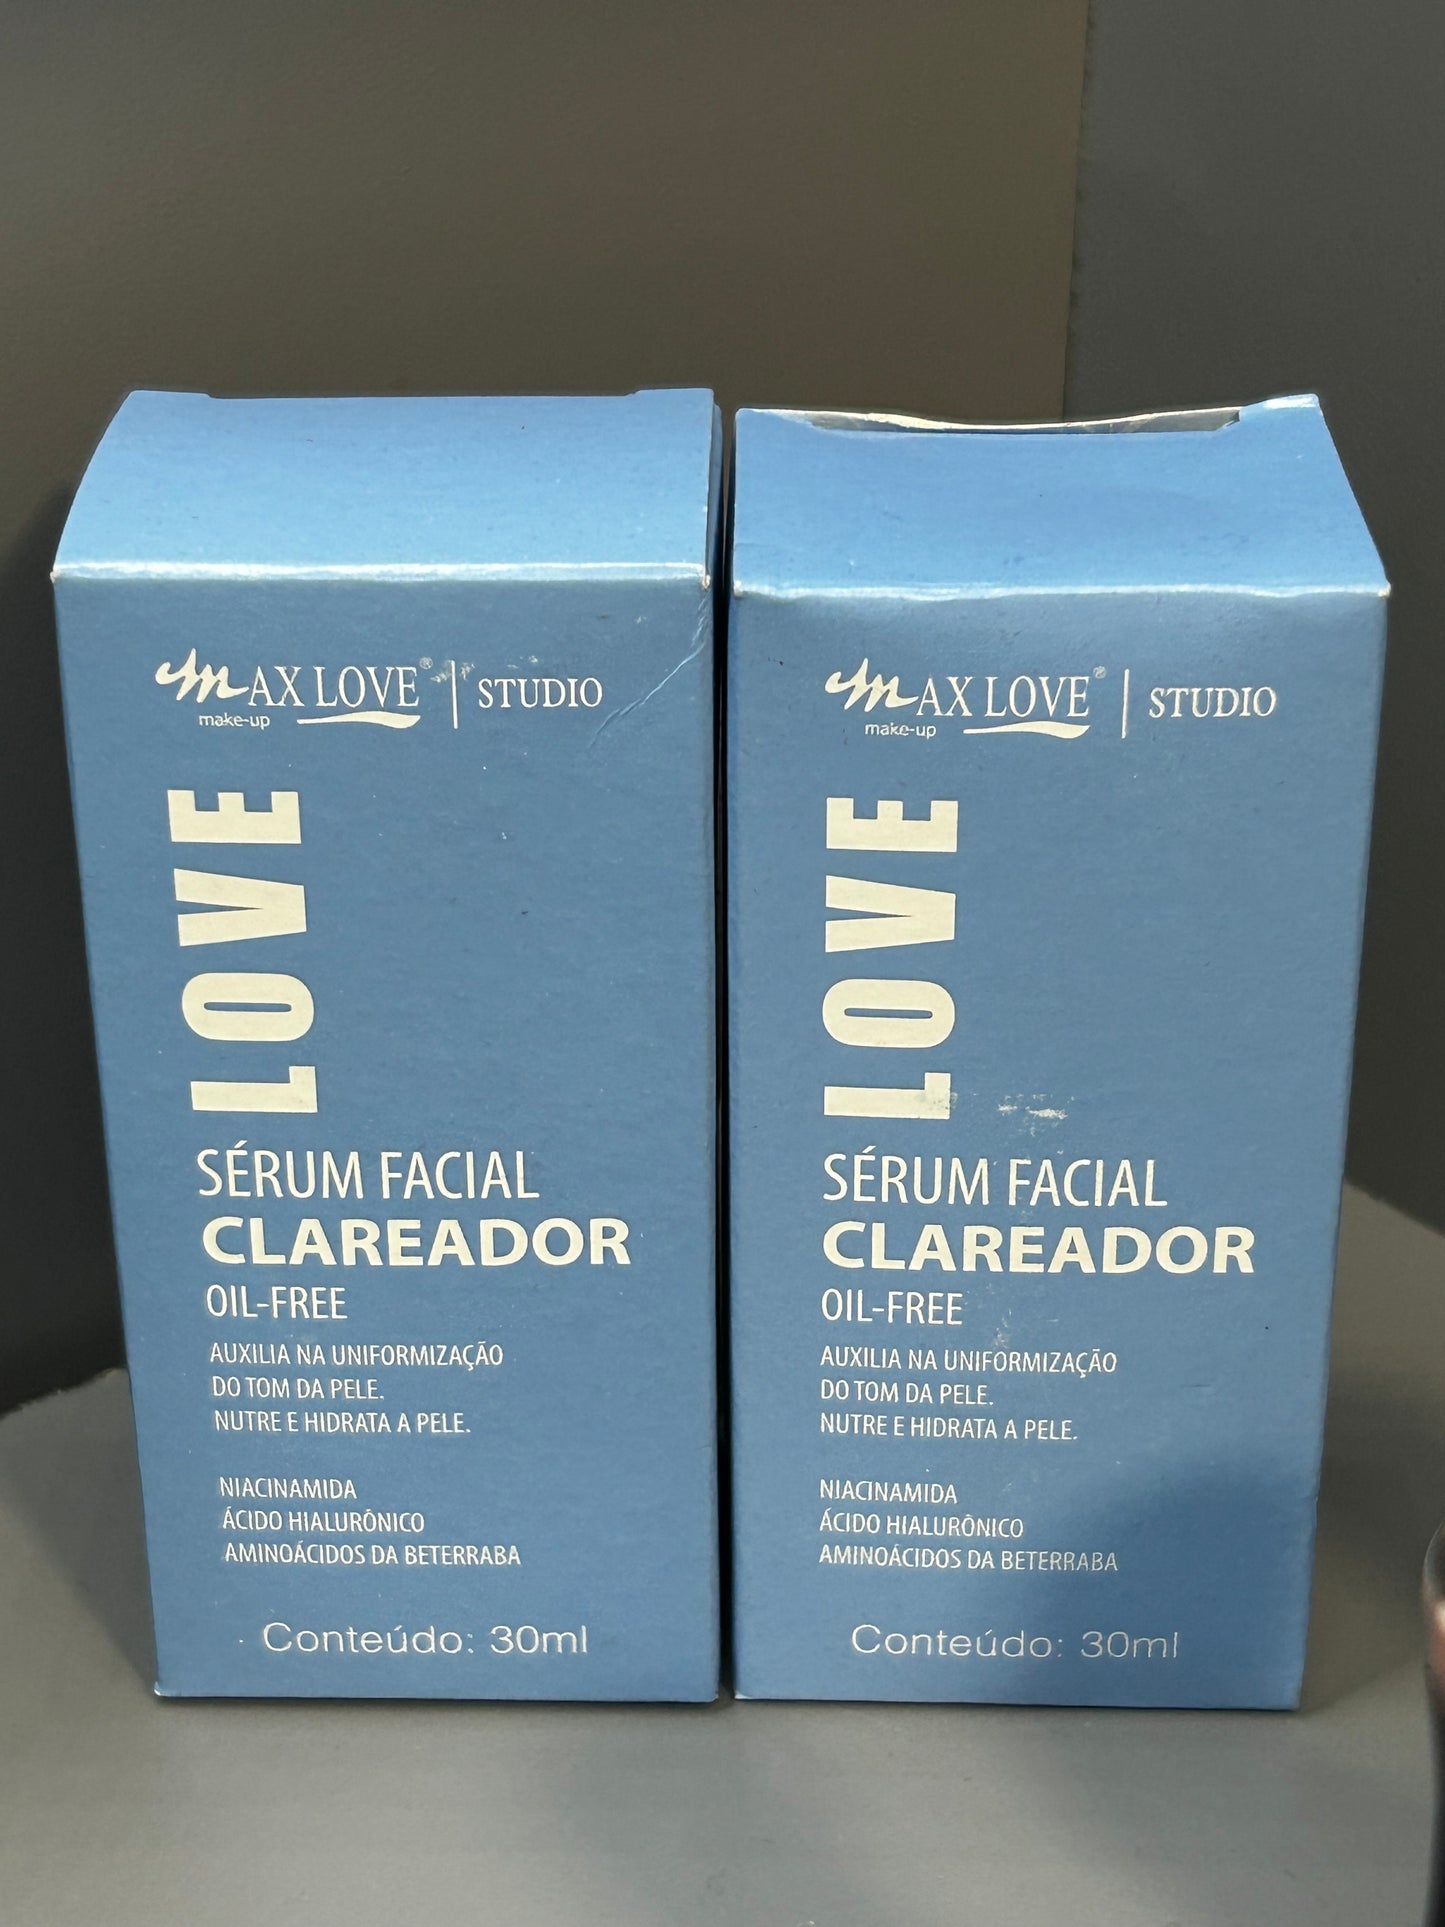 MAX LOVE® | STUDIO
make-up
LOVE
SÉRUM FACIAL
CLAREADOR
OIL-FREE
AUXILIA NA UNIFORMIZAÇÃO
DO TOM DA PELE.
NUTRE E HIDRATA A PELE.
NIACINAMIDA
ÁCIDO HIALURÔNICO
AMINOÁCIDOS DA BETERRABA
Conteúdo: 30ml
MAX LOVE® | STUDIO
make-up
LOVE
SÉRUM FACIAL
CLAREADOR
OIL-FREE
AUXILIA NA UNIFORMIZAÇÃO
DO TOM DA PELE.
NUTRE E HIDRATA A PELE.
NIACINAMIDA
ÁCIDO HIALURÔNICO
AMINOÁCIDOS DA BETERRABA
Conteúdo: 30ml